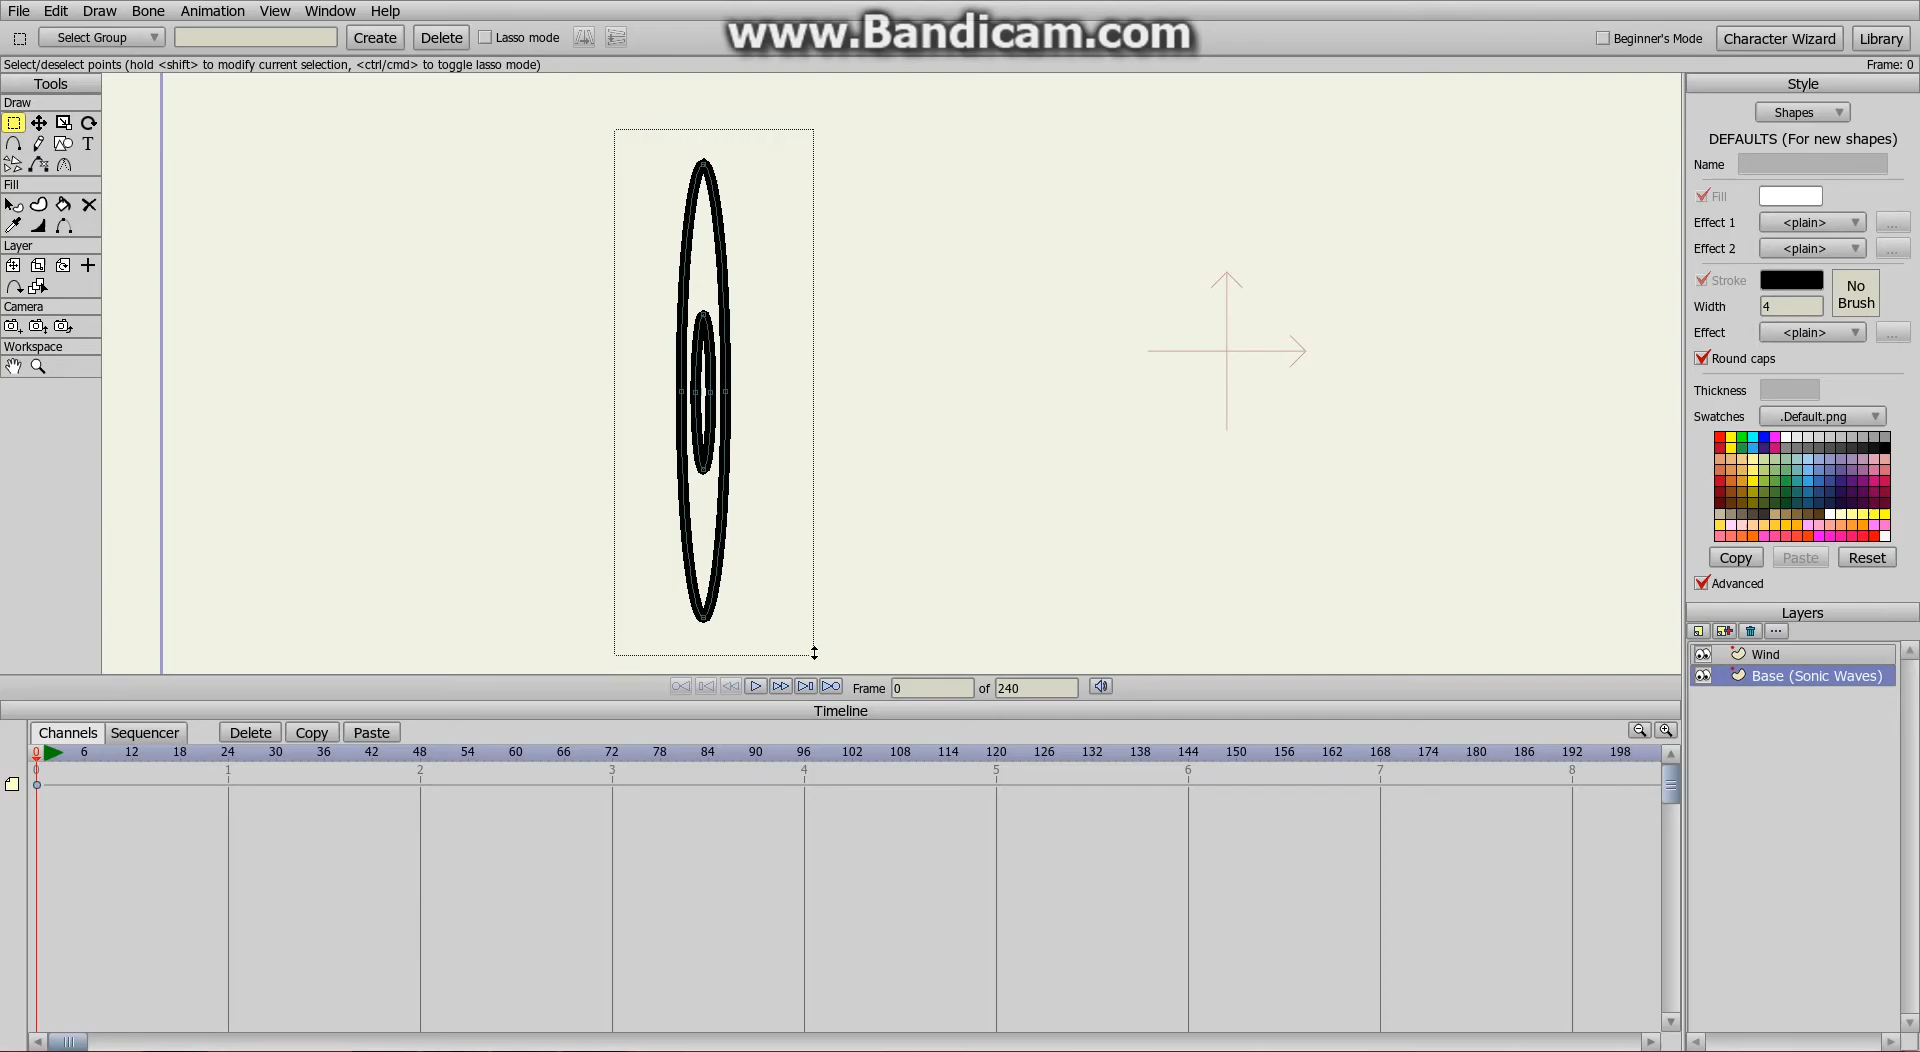 File Edit Draw Bone Animation View Window Help
Select Group Create Delete Lasso mode www.Bandicam.com Beginner's Mode Character Wizard Library
Select/deselect points (hold <shift> to modify current selection, <ctrl/cmd> to toggle lasso mode) Frame: 0
Tools
Draw
T
Fill
Layer
Camera
Workspace
Style
Shapes
DEFAULTS (For new shapes)
Name
Fill
Effect 1 <plain> ...
Effect 2 <plain> ...
Stroke No Brush
Width 4
Effect <plain> ...
Round caps
Thickness
Swatches .Default.png
Copy Paste Reset
Advanced
Layers
...
Wind
Base (Sonic Waves)
Frame 0 of 240
Timeline
Channels Sequencer Delete Copy Paste
0 6 12 18 24 30 36 42 48 54 60 66 72 78 84 90 96 102 108 114 120 126 132 138 144 150 156 162 168 174 180 186 192 198
0 1 2 3 4 5 6 7 8